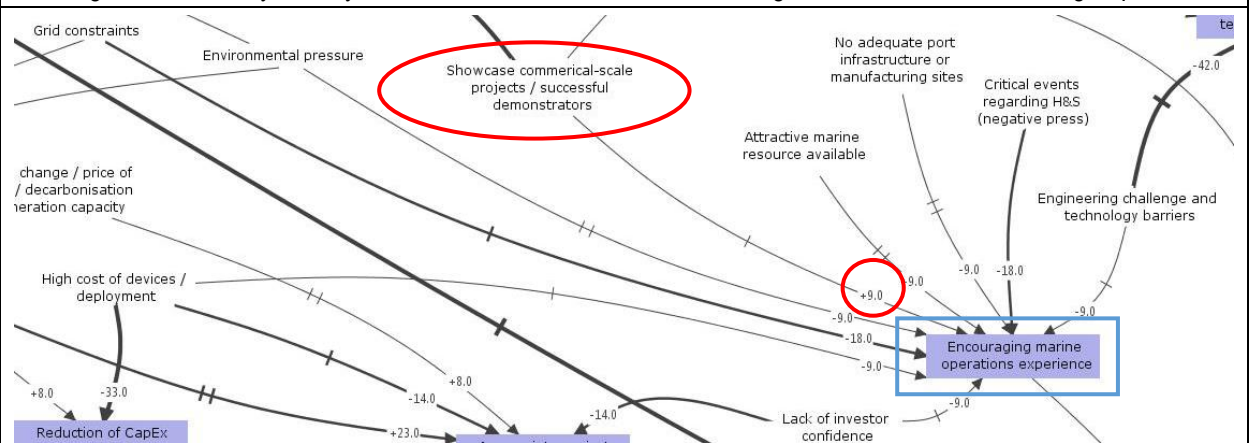 Grid constraints
Environmental pressure
Showcase commerical-scale
projects / successful
demonstrators
No adequate port
infrastructure or
manufacturing sites
te
-42.0
Critical events
regarding H&S
(negative press)
Attractive marine
resource available
change / price of
/ decarbonisation
neration capacity
Engineering challenge and
technology barriers
High cost of devices /
deployment
-9.0
-18.0
+9.0
-9.0
-9.0
-9.0
-18.0
-9.0
Encouraging marine
operations experience
+8.0
-33.0
+8.0
-14.0
-14.0
-9.0
+23.0
Lack of investor
confidence
Reduction of CapEx